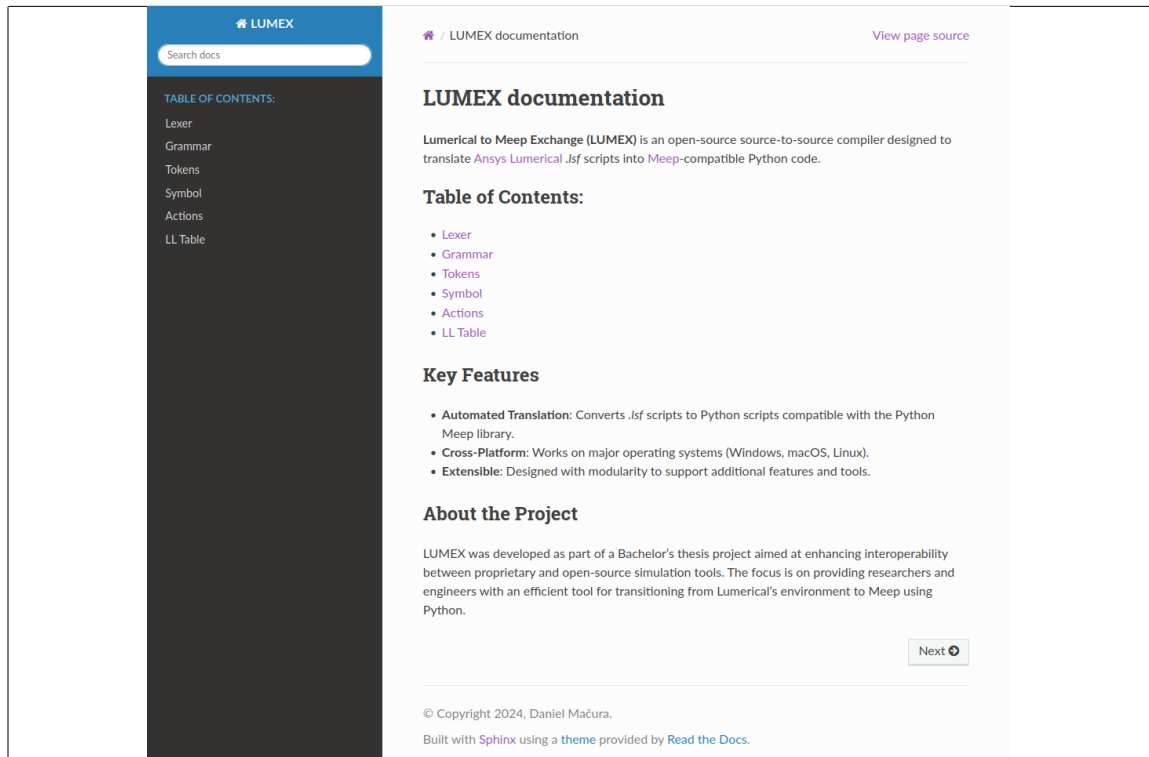 LUMEX
Search docs
TABLE OF CONTENTS:
Lexer
Grammar
Tokens
Symbol
Actions
LL Table
/ LUMEX documentation
View page source
LUMEX documentation
Lumerical to Meep Exchange (LUMEX) is an open-source source-to-source compiler designed to
translate Ansys Lumerical .lsf scripts into Meep-compatible Python code.
Table of Contents:
• Lexer
• Grammar
• Tokens
• Symbol
• Actions
• LL Table
Key Features
• Automated Translation: Converts .lsf scripts to Python scripts compatible with the Python
Meep library.
• Cross-Platform: Works on major operating systems (Windows, macOS, Linux).
• Extensible: Designed with modularity to support additional features and tools.
About the Project
LUMEX was developed as part of a Bachelor's thesis project aimed at enhancing interoperability
between proprietary and open-source simulation tools. The focus is on providing researchers and
engineers with an efficient tool for transitioning from Lumerical's environment to Meep using
Python.
Next
© Copyright 2024, Daniel Mačura.
Built with Sphinx using a theme provided by Read the Docs.